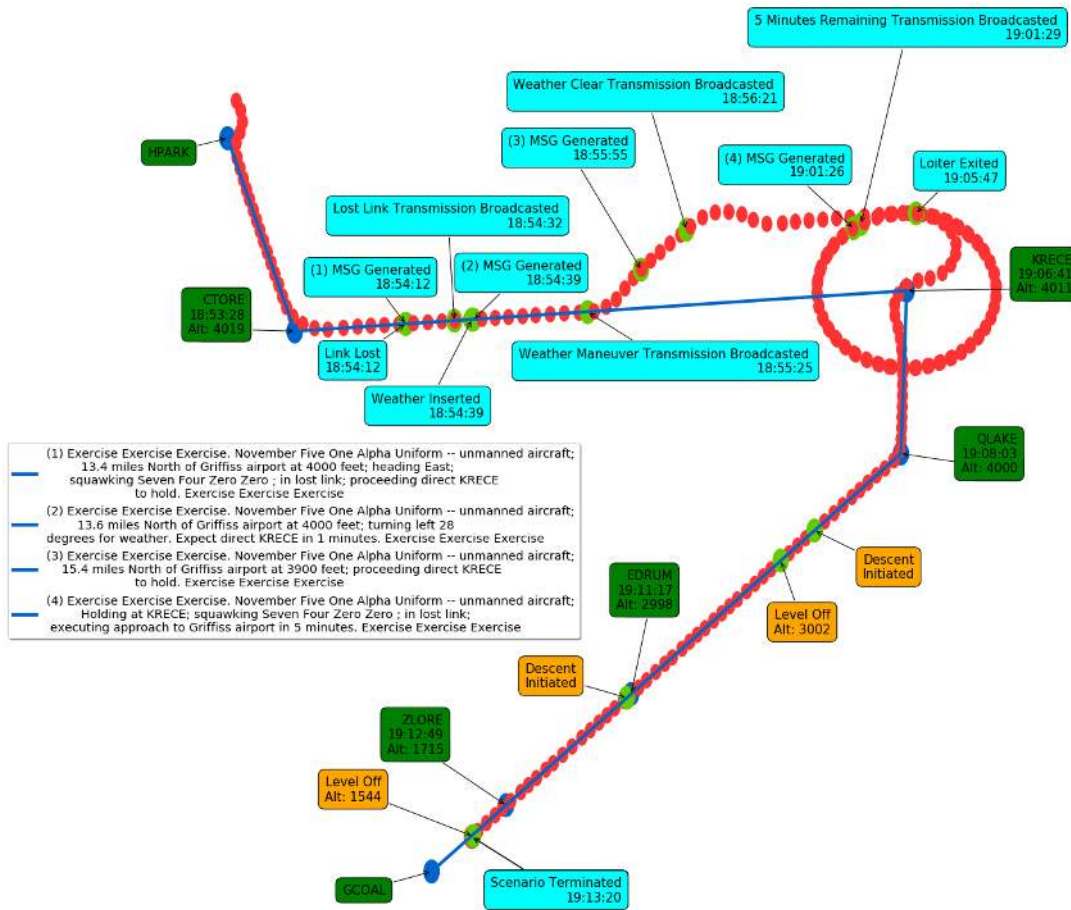 5 Minutes Remaining Transmission Broadcasted
19:01:29
Weather Clear Transmission Broadcasted
18:56:21
(3) MSG Generated
18:55:55
(4) MSG Generated
19:01:26
Loiter Exited
19:05:47
HPARK
Lost Link Transmission Broadcasted
18:54:32
(1) MSG Generated
18:54:12
(2) MSG Generated
18:54:39
KRECE
19:06:41
Alt: 4011
CTORE
18:53:28
Alt: 4019
Link Lost
18:54:12
Weather Inserted
18:54:39
Weather Maneuver Transmission Broadcasted
18:55:25
QLAKE
19:08:03
Alt: 4000
(1) Exercise Exercise Exercise. November Five One Alpha Uniform -- unmanned aircraft;
13.4 miles North of Griffiss airport at 4000 feet; heading East;
squawking Seven Four Zero Zero ; in lost link; proceeding direct KRECE
to hold. Exercise Exercise Exercise
(2) Exercise Exercise Exercise. November Five One Alpha Uniform -- unmanned aircraft;
13.6 miles North of Griffiss airport at 4000 feet; turning left 28
degrees for weather. Expect direct KRECE in 1 minutes. Exercise Exercise Exercise
(3) Exercise Exercise Exercise. November Five One Alpha Uniform -- unmanned aircraft;
15.4 miles North of Griffiss airport at 3900 feet; proceeding direct KRECE
to hold. Exercise Exercise Exercise
(4) Exercise Exercise Exercise. November Five One Alpha Uniform -- unmanned aircraft;
Holding at KRECE; squawking Seven Four Zero Zero ; in lost link;
executing approach to Griffiss airport in 5 minutes. Exercise Exercise Exercise
Descent
Initiated
EDRUM
19:11:17
Alt: 2998
Level Off
Alt: 3002
Descent
Initiated
ZLORE
19:12:49
Alt: 1715
Level Off
Alt: 1544
GCOAL
Scenario Terminated
19:13:20